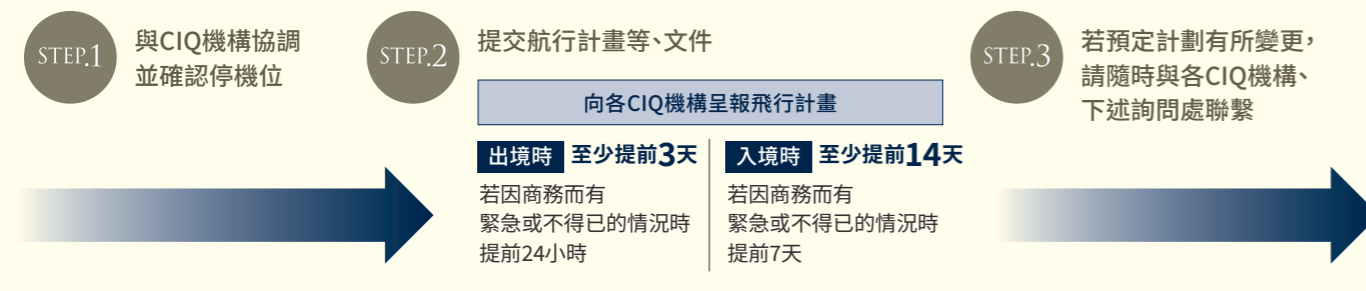 STEP.1
與CIQ機構協調
並確認停機位
STEP.2
提交航行計畫等、文件
向各CIQ機構呈報飛行計畫
出境時 至少提前3天
若因商務而有
緊急或不得已的情況時
提前24小時
入境時 至少提前14天
若因商務而有
緊急或不得已的情況時
提前7天
STEP.3
若預定計劃有所變更，
請隨時與各CIQ機構、
下述詢問處聯繫